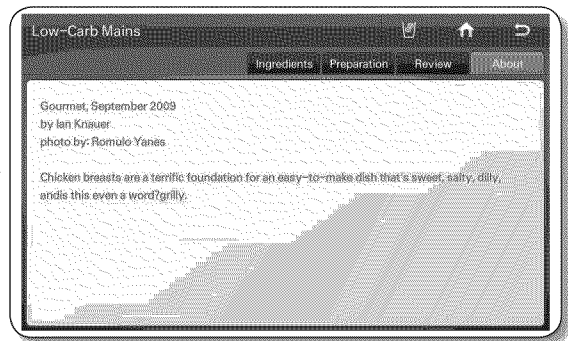 Low-Carb Mains
Ingredients Preparation Review About
Gourmet, September 2009
by Ian Knauer
photo by: Romulo Yanes
Chicken breasts are a terrific foundation for an easy-to-make dish that's sweet, salty, dilly,
andis this even a word?grilly.